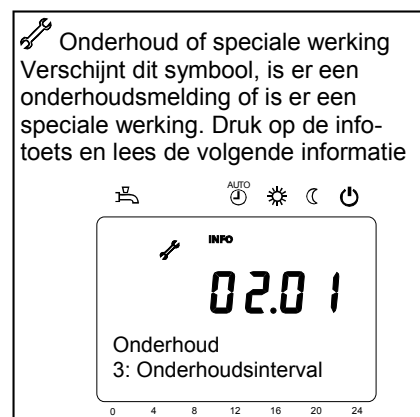 Onderhoud of speciale werking
Verschijnt dit symbool, is er een
onderhoudsmelding of is er een
speciale werking. Druk op de info-
toets en lees de volgende informatie
AUTO
INFO
02.01
Onderhoud
3: Onderhoudsinterval
0 4 8 12 16 20 24